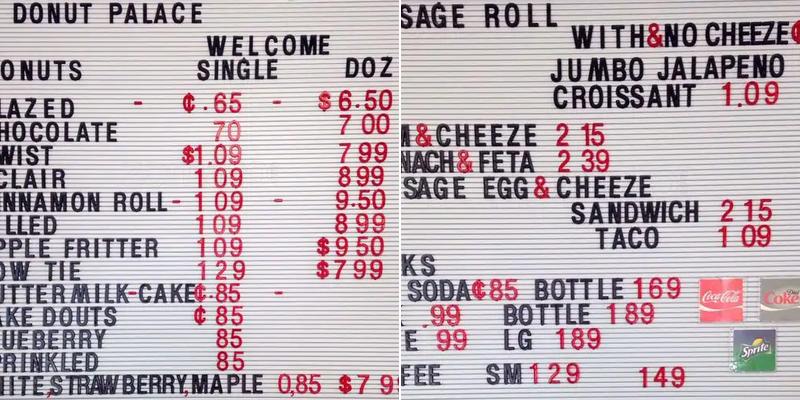 DONUT PALACE
WELCOME
ONUTS SINGLE DOZ
LAZED - ¢.65 - $6.50
HOCOLATE 70 7 00
WIST $1.09 7 99
CLAIR 1 09 8 99
NNAMON ROLL - 1 09 - 9.50
LLED 1 09 8 99
PPLE FRITTER 1 09 $9 50
OW TIE 1 29 $7 99
UTTERMILK-CAKE ¢.85 -
AKE DOUTS ¢ 85
UEBERRY 85
PRINKLED 85
HITE,STRAWBERRY,MAPLE 0,85 $7 9
SAGE ROLL
WITH&NO CHEEZE
JUMBO JALAPENO
CROISSANT 1.09
M&CHEEZE 2 15
NACH&FETA 2 39
SAGE EGG&CHEEZE
SANDWICH 2 15
TACO 1 09
KS
SODA¢85 BOTTLE 1 69
.99 BOTTLE 1 89
E 99 LG 1 89
FEE SM 1 29 1 49
Coca-Cola
Diet Coke
Sprite